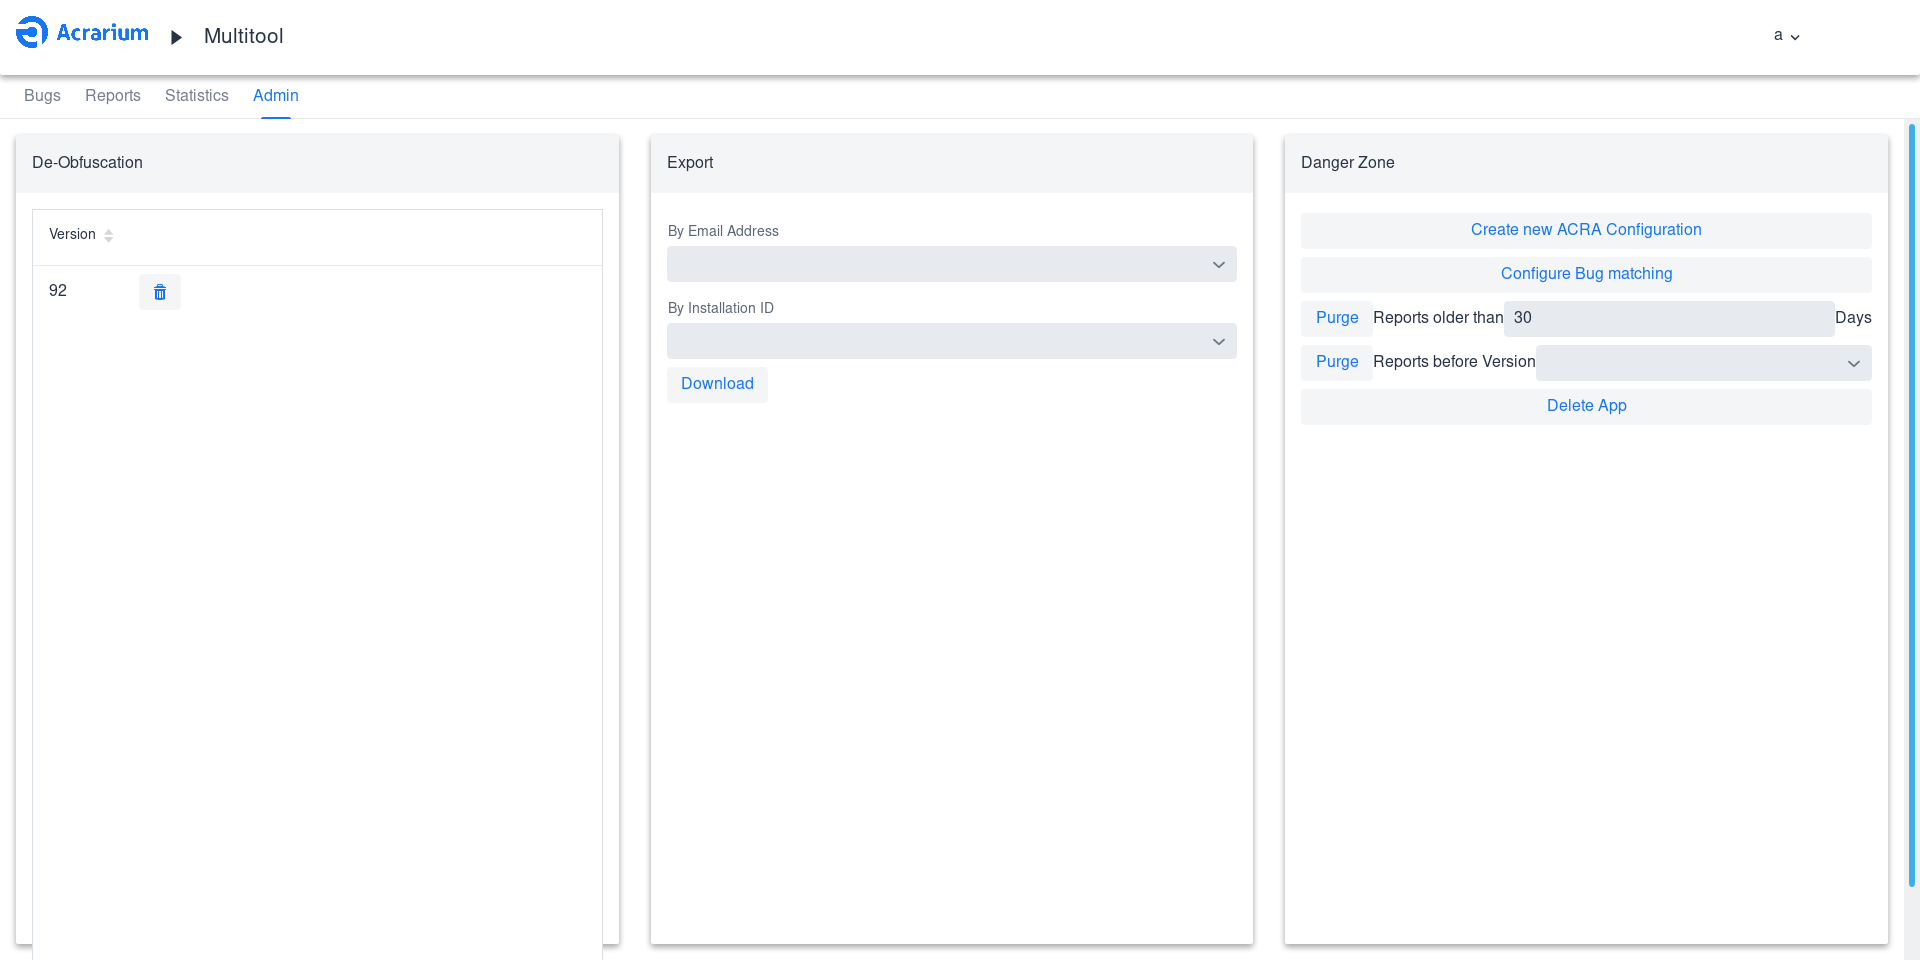 Acrarium
Multitool
a
Bugs Reports Statistics Admin
De-Obfuscation
Version
92
Export
By Email Address
By Installation ID
Download
Danger Zone
Create new ACRA Configuration
Configure Bug matching
Purge Reports older than 30 Days
Purge Reports before Version
Delete App